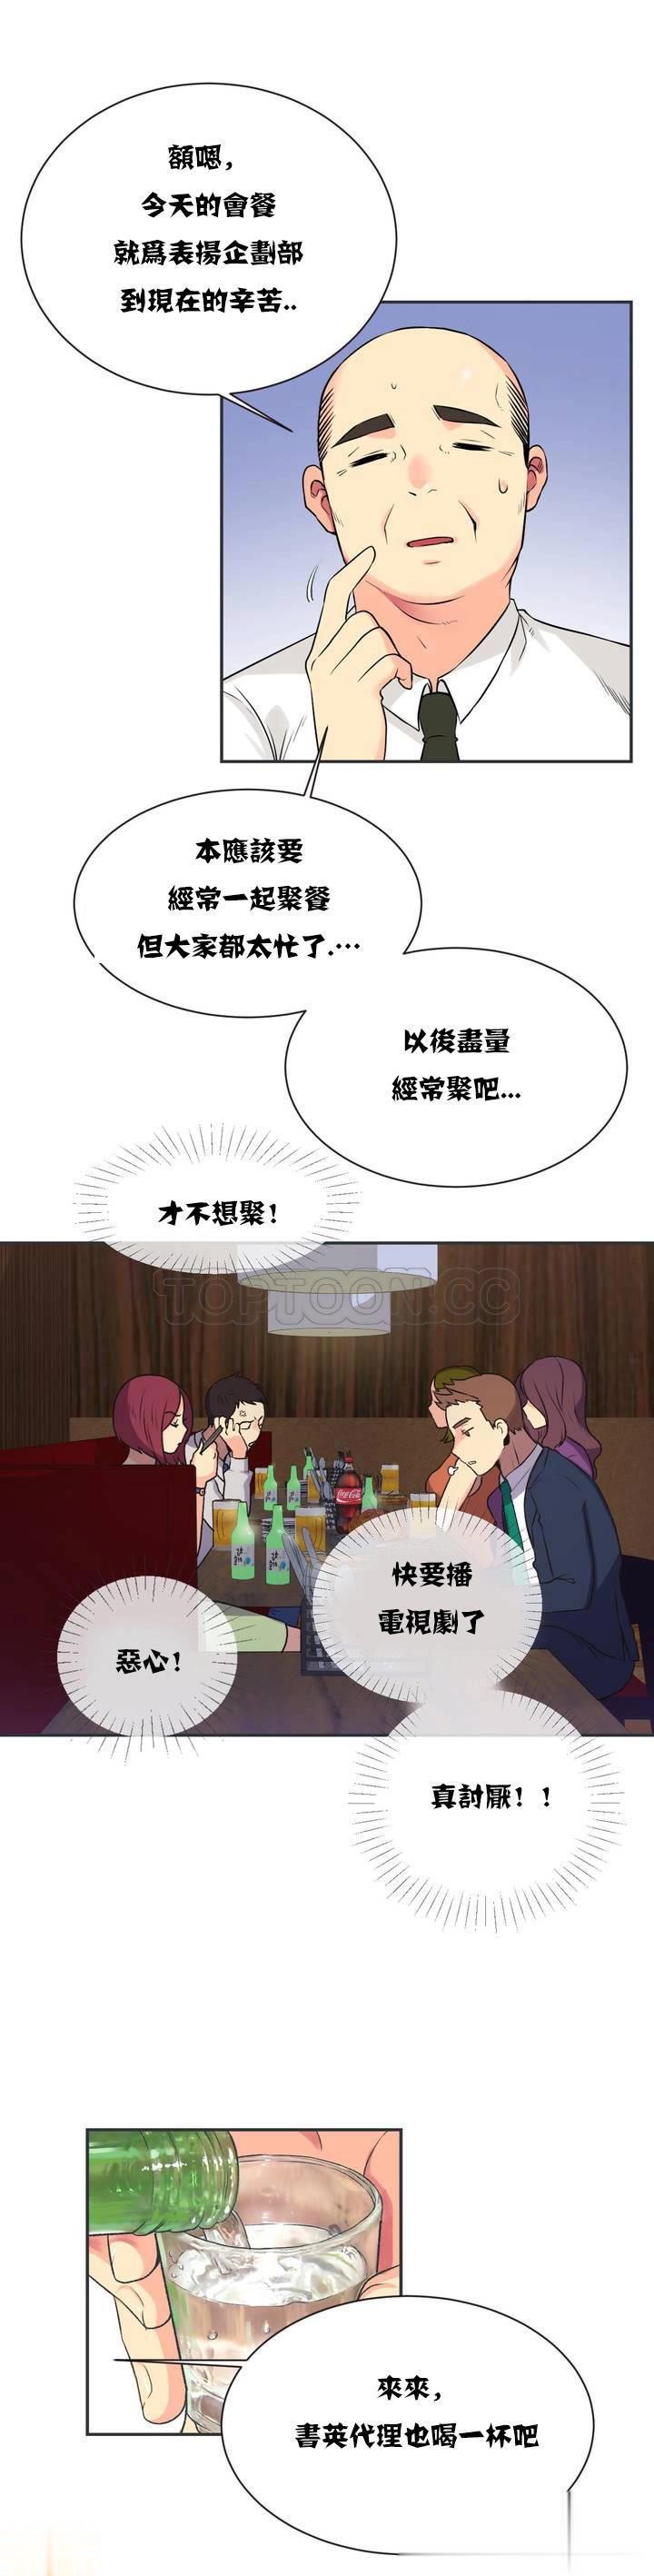 額嗯，
今天的會餐
就爲表揚企劃部
到現在的辛苦..
本應該要
經常一起聚餐
但大家都太忙了.…
以後盡量
經常聚吧...
才不想聚！
TOPTOON.CC
Coca-Cola
快要播
電視劇了
惡心！
真討厭！！
來來，
書英代理也喝一杯吧